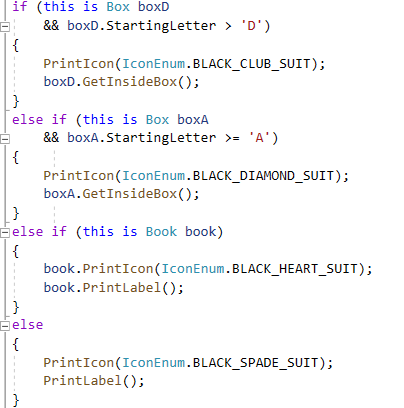 if (this is Box boxD
&& boxD.StartingLetter > 'D')
{
PrintIcon(IconEnum.BLACK_CLUB_SUIT);
boxD.GetInsideBox();
}
else if (this is Box boxA
&& boxA.StartingLetter >= 'A')
{
PrintIcon(IconEnum.BLACK_DIAMOND_SUIT);
boxA.GetInsideBox();
}
else if (this is Book book)
{
book.PrintIcon(IconEnum.BLACK_HEART_SUIT);
book.PrintLabel();
}
else
{
PrintIcon(IconEnum.BLACK_SPADE_SUIT);
PrintLabel();
}